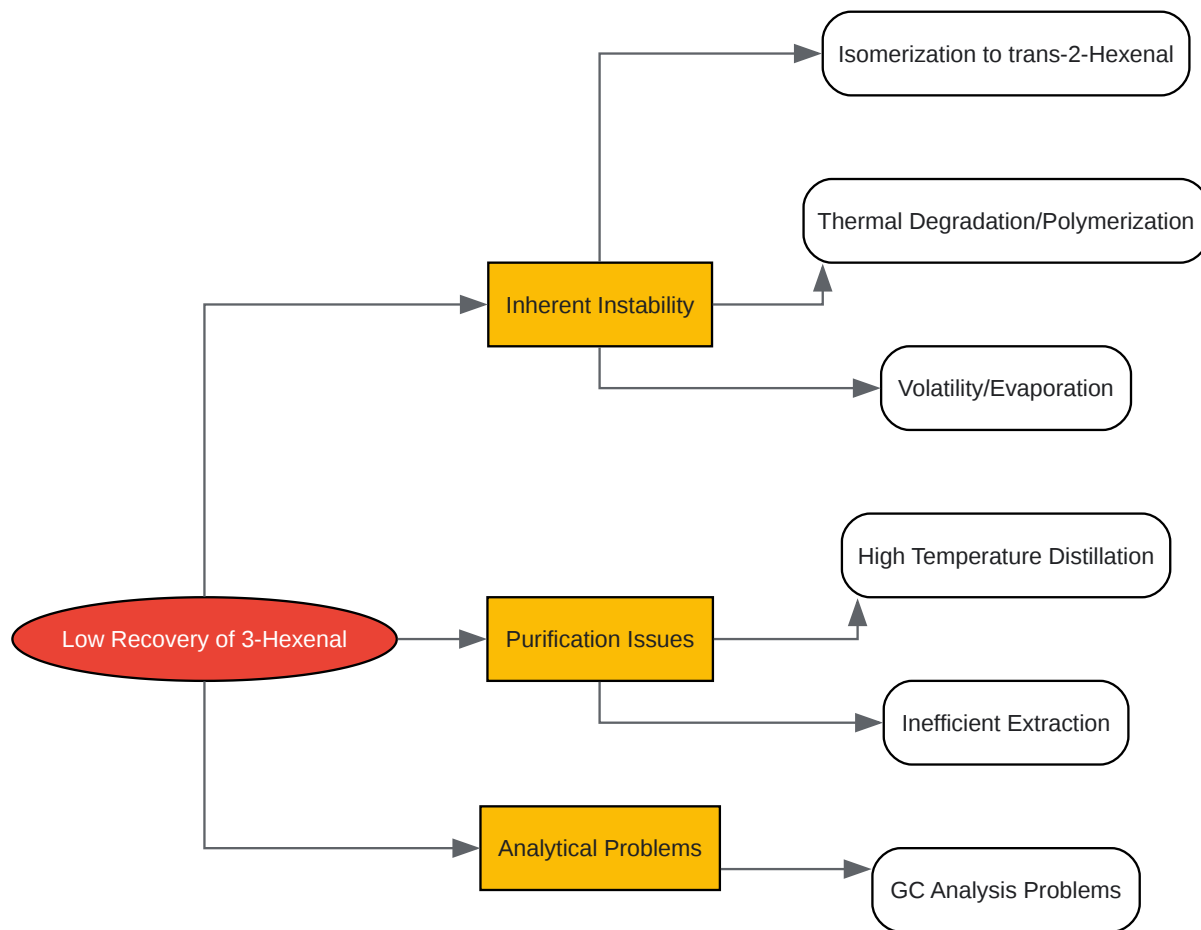 Isomerization to trans-2-Hexenal
Thermal Degradation/Polymerization
Inherent Instability
Volatility/Evaporation
High Temperature Distillation
Low Recovery of 3-Hexenal
Purification Issues
Inefficient Extraction
Analytical Problems
GC Analysis Problems